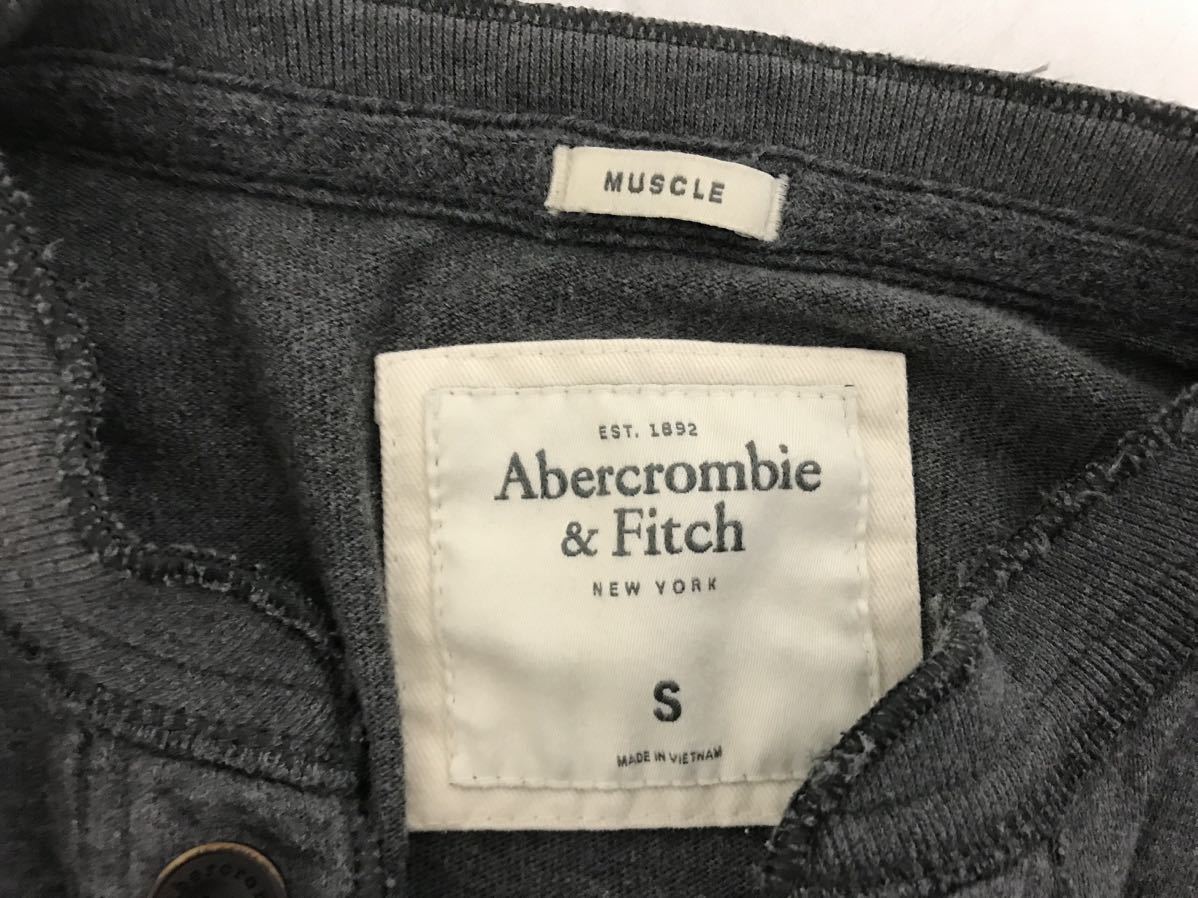 MUSCLE
EST. 1892
Abercrombie
& Fitch
NEW YORK
S
MADE IN VIETNAM